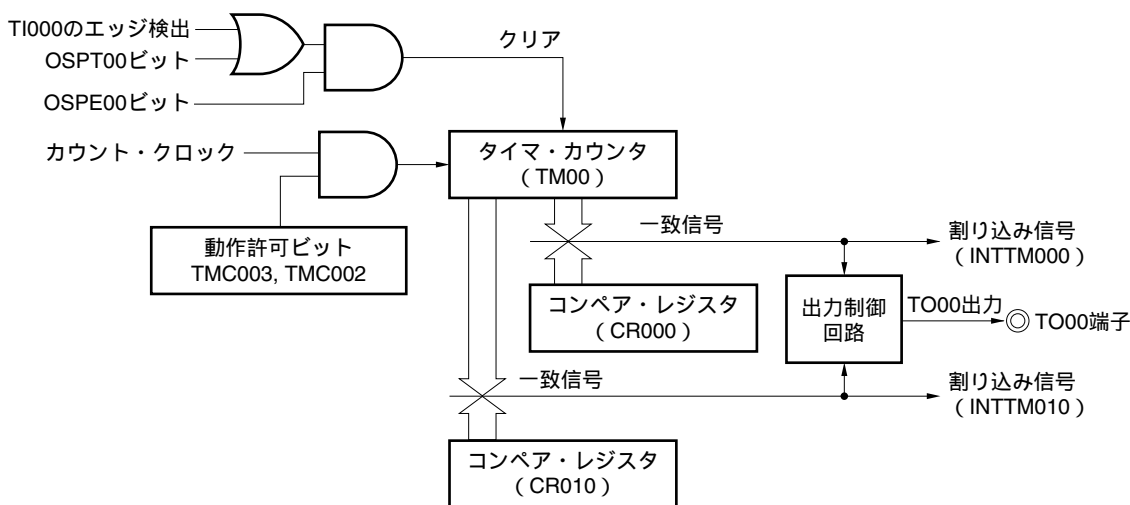 TI000のエッジ検出
OSPT00ビット
OSPE00ビット
クリア
カウント・クロック
タイマ・カウンタ
(TM00)
動作許可ビット
TMC003, TMC002
一致信号
割り込み信号
(INTTM000)
コンペア・レジスタ
(CR000)
出力制御
回路
TO00出力
TO00端子
一致信号
割り込み信号
(INTTM010)
コンペア・レジスタ
(CR010)